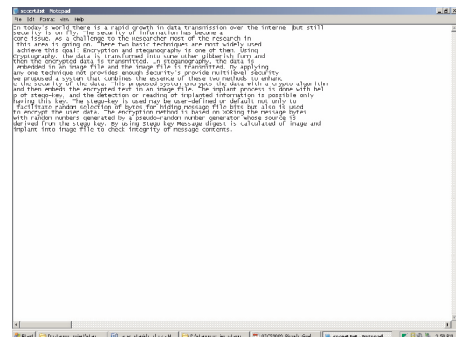 File Edit Format View Help
In today's world there is a rapid growth in data transmission over the interne but still
security is on fly. The security of information has become a
core issue. As a challenge to the Researcher most of the research in
this area is going on. There two basic techniques are most widely used
achieve this goal: Encryption and steganography is one of them. Using
Cryptography, the data is transformed into some other gibberish form and
then the encrypted data is transmitted. In steganography, the data is
embedded in an image file and the image file is transmitted. By applying
any one technique not provides enough security's provide multilevel security
we proposed a system that combines the essence of these two methods to enhan
e the security of the data. This proposed system encrypts the data with a crypto algorithm
and then embeds the encrypted text in an image file. The implant process is done with hel
p of stego-key, and the detection or reading of implanted information is possible only
having this key. The stego-key is used may be user-defined or default not only to
facilitate random selection of bytes for holding message file bits but also is used
to encrypt the user data. The encryption method is based on XORing the message bytes
with random numbers generated by a pseudo-random number generator whose source is
derived from the stego key. By using Stego key Message digest is calculated of image and
implant into image file to check integrity of message contents.